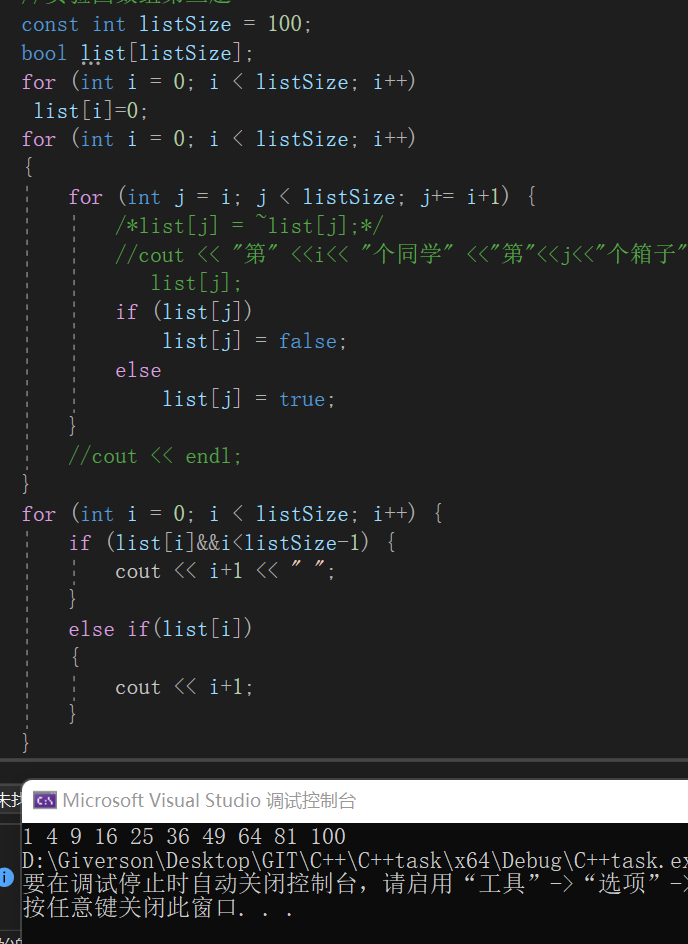 const int listSize = 100;
bool list[listSize];
for (int i = 0; i < listSize; i++)
list[i]=0;
for (int i = 0; i < listSize; i++)
{
for (int j = i; j < listSize; j+= i+1) {
/*list[j] = ~list[j];*/
//cout << "第" <<i<< "个同学" <<"第"<<j<<"个箱子"
list[j];
if (list[j])
list[j] = false;
else
list[j] = true;
}
//cout << endl;
}
for (int i = 0; i < listSize; i++) {
if (list[i]&&i<listSize-1) {
cout << i+1 << " ";
}
else if(list[i])
{
cout << i+1;
}
}
未找
Microsoft Visual Studio 调试控制台
1 4 9 16 25 36 49 64 81 100
D:\Giverson\Desktop\GIT\C++\C++task\x64\Debug\C++task.ex
要在调试停止时自动关闭控制台，请启用“工具”->“选项”->
按任意键关闭此窗口. . .